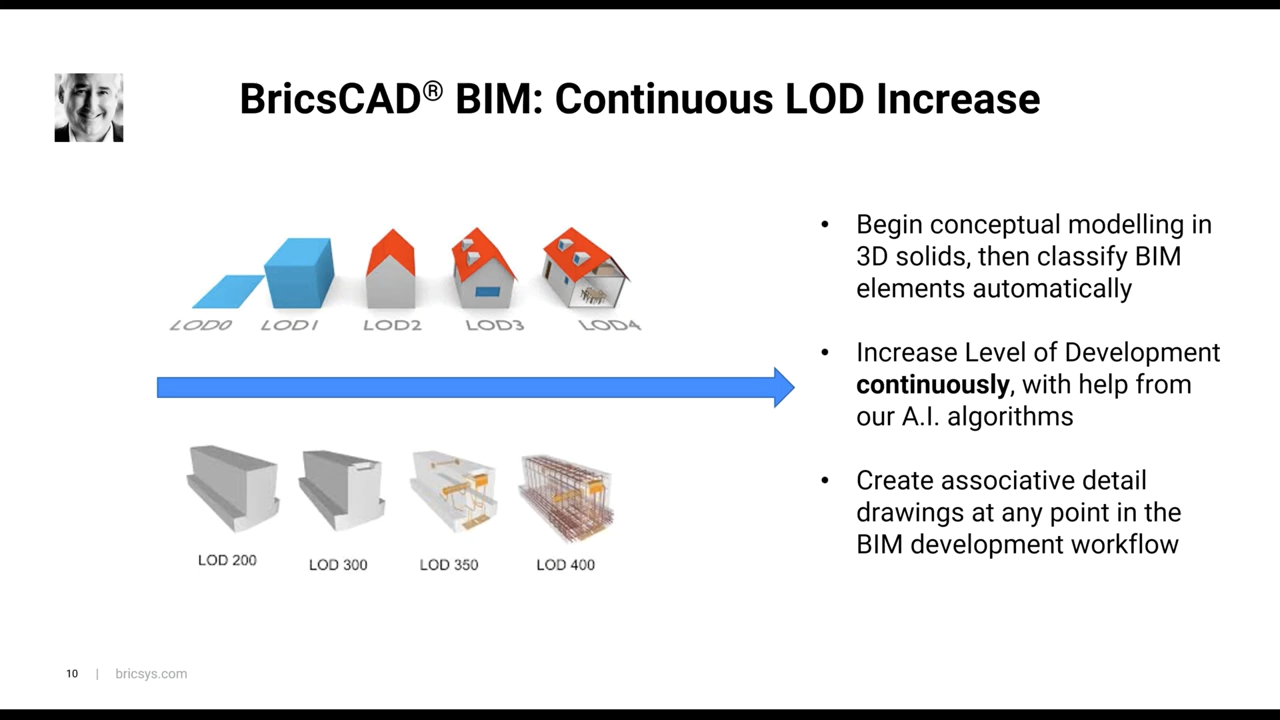 BricsCAD® BIM: Continuous LOD Increase
LOD0 LOD1 LOD2 LOD3 LOD4
LOD 200 LOD 300 LOD 350 LOD 400
• Begin conceptual modelling in
3D solids, then classify BIM
elements automatically
• Increase Level of Development
continuously, with help from
our A.I. algorithms
• Create associative detail
drawings at any point in the
BIM development workflow
10 | bricsys.com